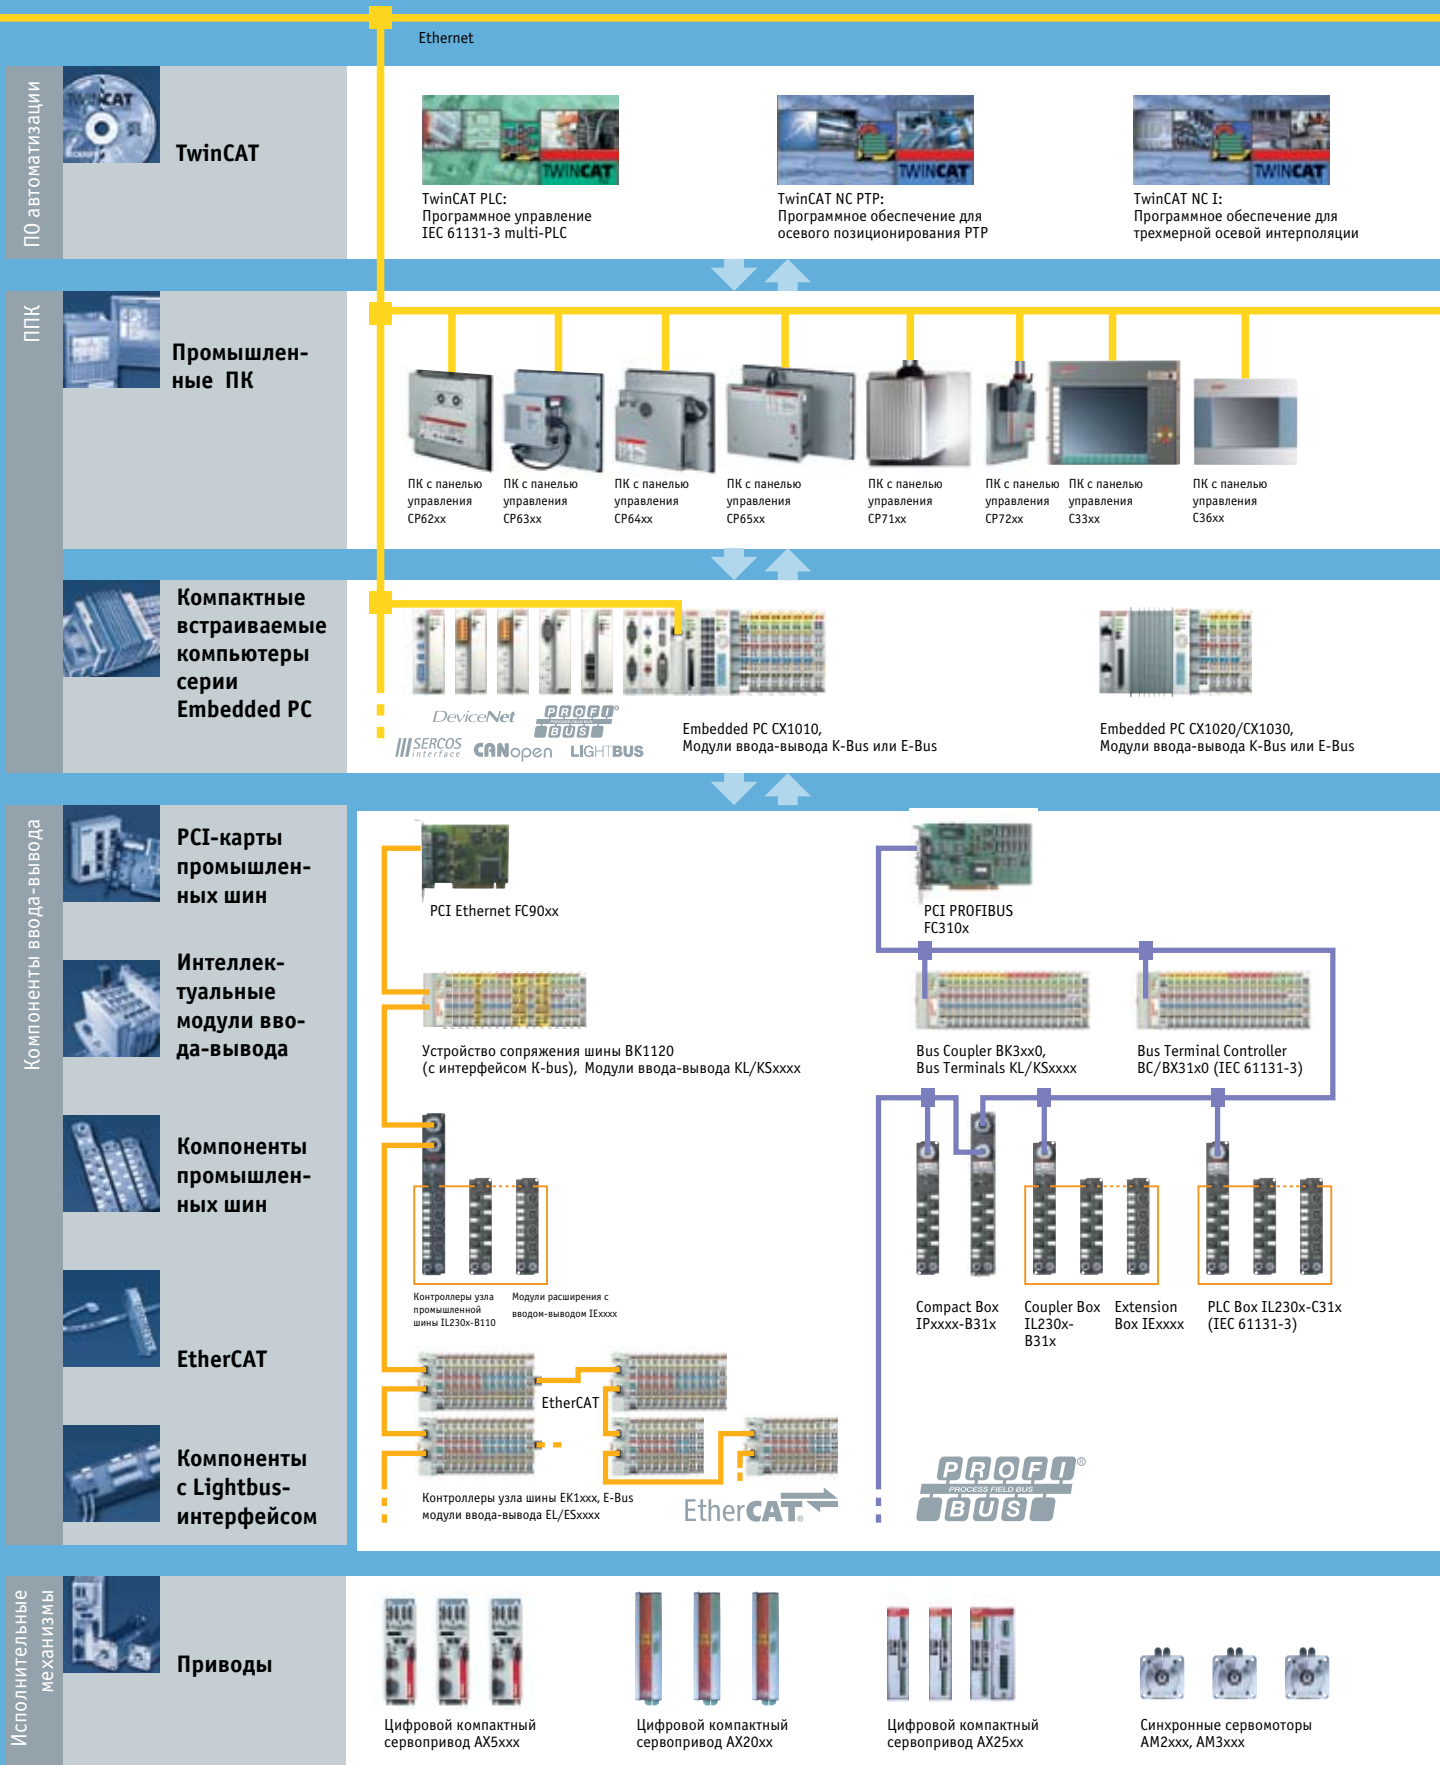 Ethernet
ПО автоматизации
TWINCAT
TwinCAT
TWINCAT
TWINCAT
TWINCAT
TwinCAT PLC:
Программное управление
IEC 61131-3 multi-PLC
TwinCAT NC PTP:
Программное обеспечение для
осевого позиционирования PTP
TwinCAT NC I:
Программное обеспечение для
трехмерной осевой интерполяции
ППК
Промышлен-
ные ПК
ПК с панелью
управления
CP62xx
ПК с панелью
управления
CP63xx
ПК с панелью
управления
CP64xx
ПК с панелью
управления
CP65xx
ПК с панелью
управления
CP71xx
ПК с панелью
управления
CP72xx
ПК с панелью
управления
C33xx
ПК с панелью
управления
C36xx
Компактные
встраиваемые
компьютеры
серии
Embedded PC
DeviceNet
PROFI
PROCESS FIELD BUS
BUS
SERCOS
interface
CANopen
LIGHTBUS
Embedded PC CX1010,
Модули ввода-вывода K-Bus или E-Bus
Embedded PC CX1020/CX1030,
Модули ввода-вывода K-Bus или E-Bus
Компоненты ввода-вывода
PCI-карты
промышлен-
ных шин
PCI Ethernet FC90xx
PCI PROFIBUS
FC310x
Интеллек-
туальные
модули вво-
да-вывода
Устройство сопряжения шины BK1120
(с интерфейсом K-bus),  Модули ввода-вывода KL/KSxxxx
Bus Coupler BK3xx0,
Bus Terminals KL/KSxxxx
Bus Terminal Controller
BC/BX31x0 (IEC 61131-3)
Компоненты
промышлен-
ных шин
Контроллеры узла
промышленной
шины IL230x-B110
Модули расширения с
вводом-выводом IExxxx
Compact Box
IPxxxx-B31x
Coupler Box
IL230x-
B31x
Extension
Box IExxxx
PLC Box IL230x-C31x
(IEC 61131-3)
EtherCAT
EtherCAT
Компоненты
с Lightbus-
интерфейсом
Контроллеры узла шины EK1xxx, E-Bus
модули ввода-вывода EL/ESxxxx
EtherCAT®
PROFI®
PROCESS FIELD BUS
BUS
Исполнительные
механизмы
Приводы
Цифровой компактный
сервопривод AX5xxx
Цифровой компактный
сервопривод AX20xx
Цифровой компактный
сервопривод AX25xx
Синхронные сервомоторы
AM2xxx, AM3xxx